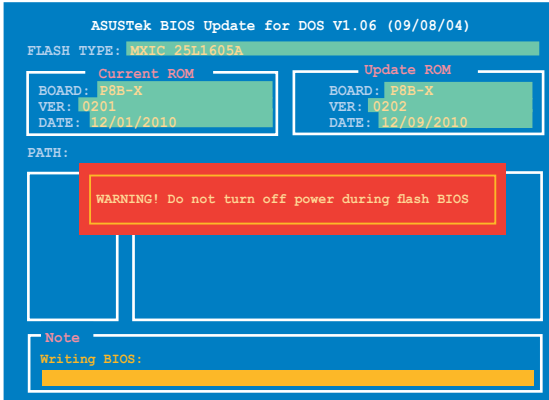 ASUSTek BIOS Update for DOS V1.06 (09/08/04)
FLASH TYPE: MXIC 25L1605A
Current ROM
BOARD: P8B-X
VER: 0201
DATE: 12/01/2010
Update ROM
BOARD: P8B-X
VER: 0202
DATE: 12/09/2010
PATH:
WARNING! Do not turn off power during flash BIOS
Note
Writing BIOS: